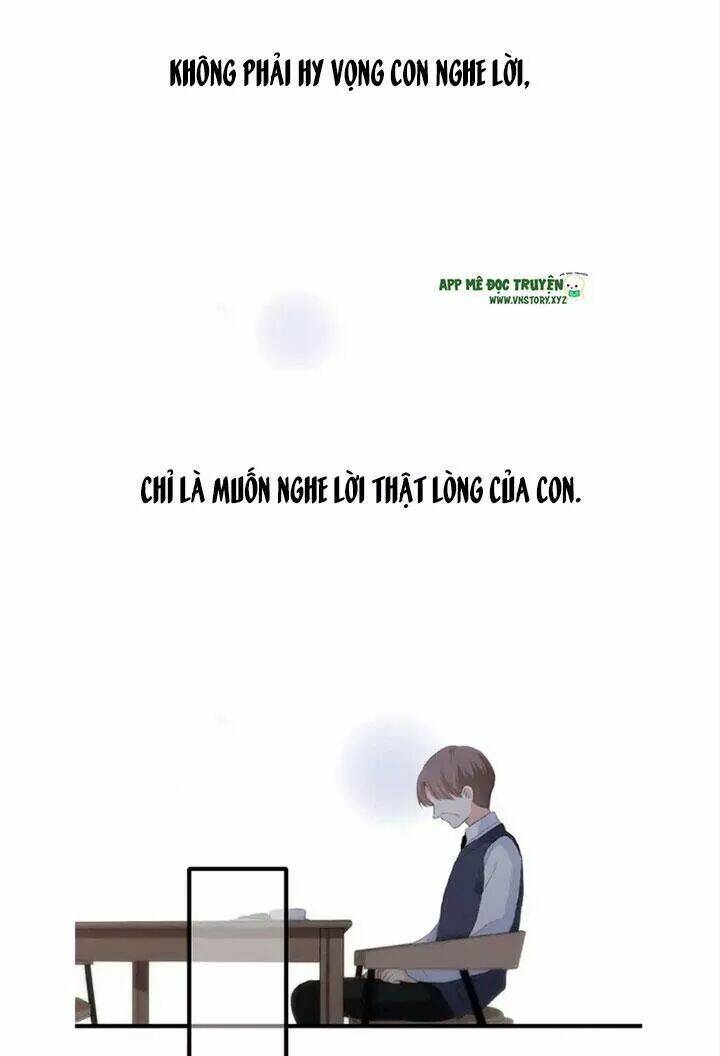 KHÔNG PHẢI HY VỌNG CON NGHE LỜI,
APP MÊ ĐỌC TRUYỆN
WWW.VNSTORY.XYZ
CHỈ LÀ MUỐN NGHE LỜI THẬT LÒNG CỦA CON.